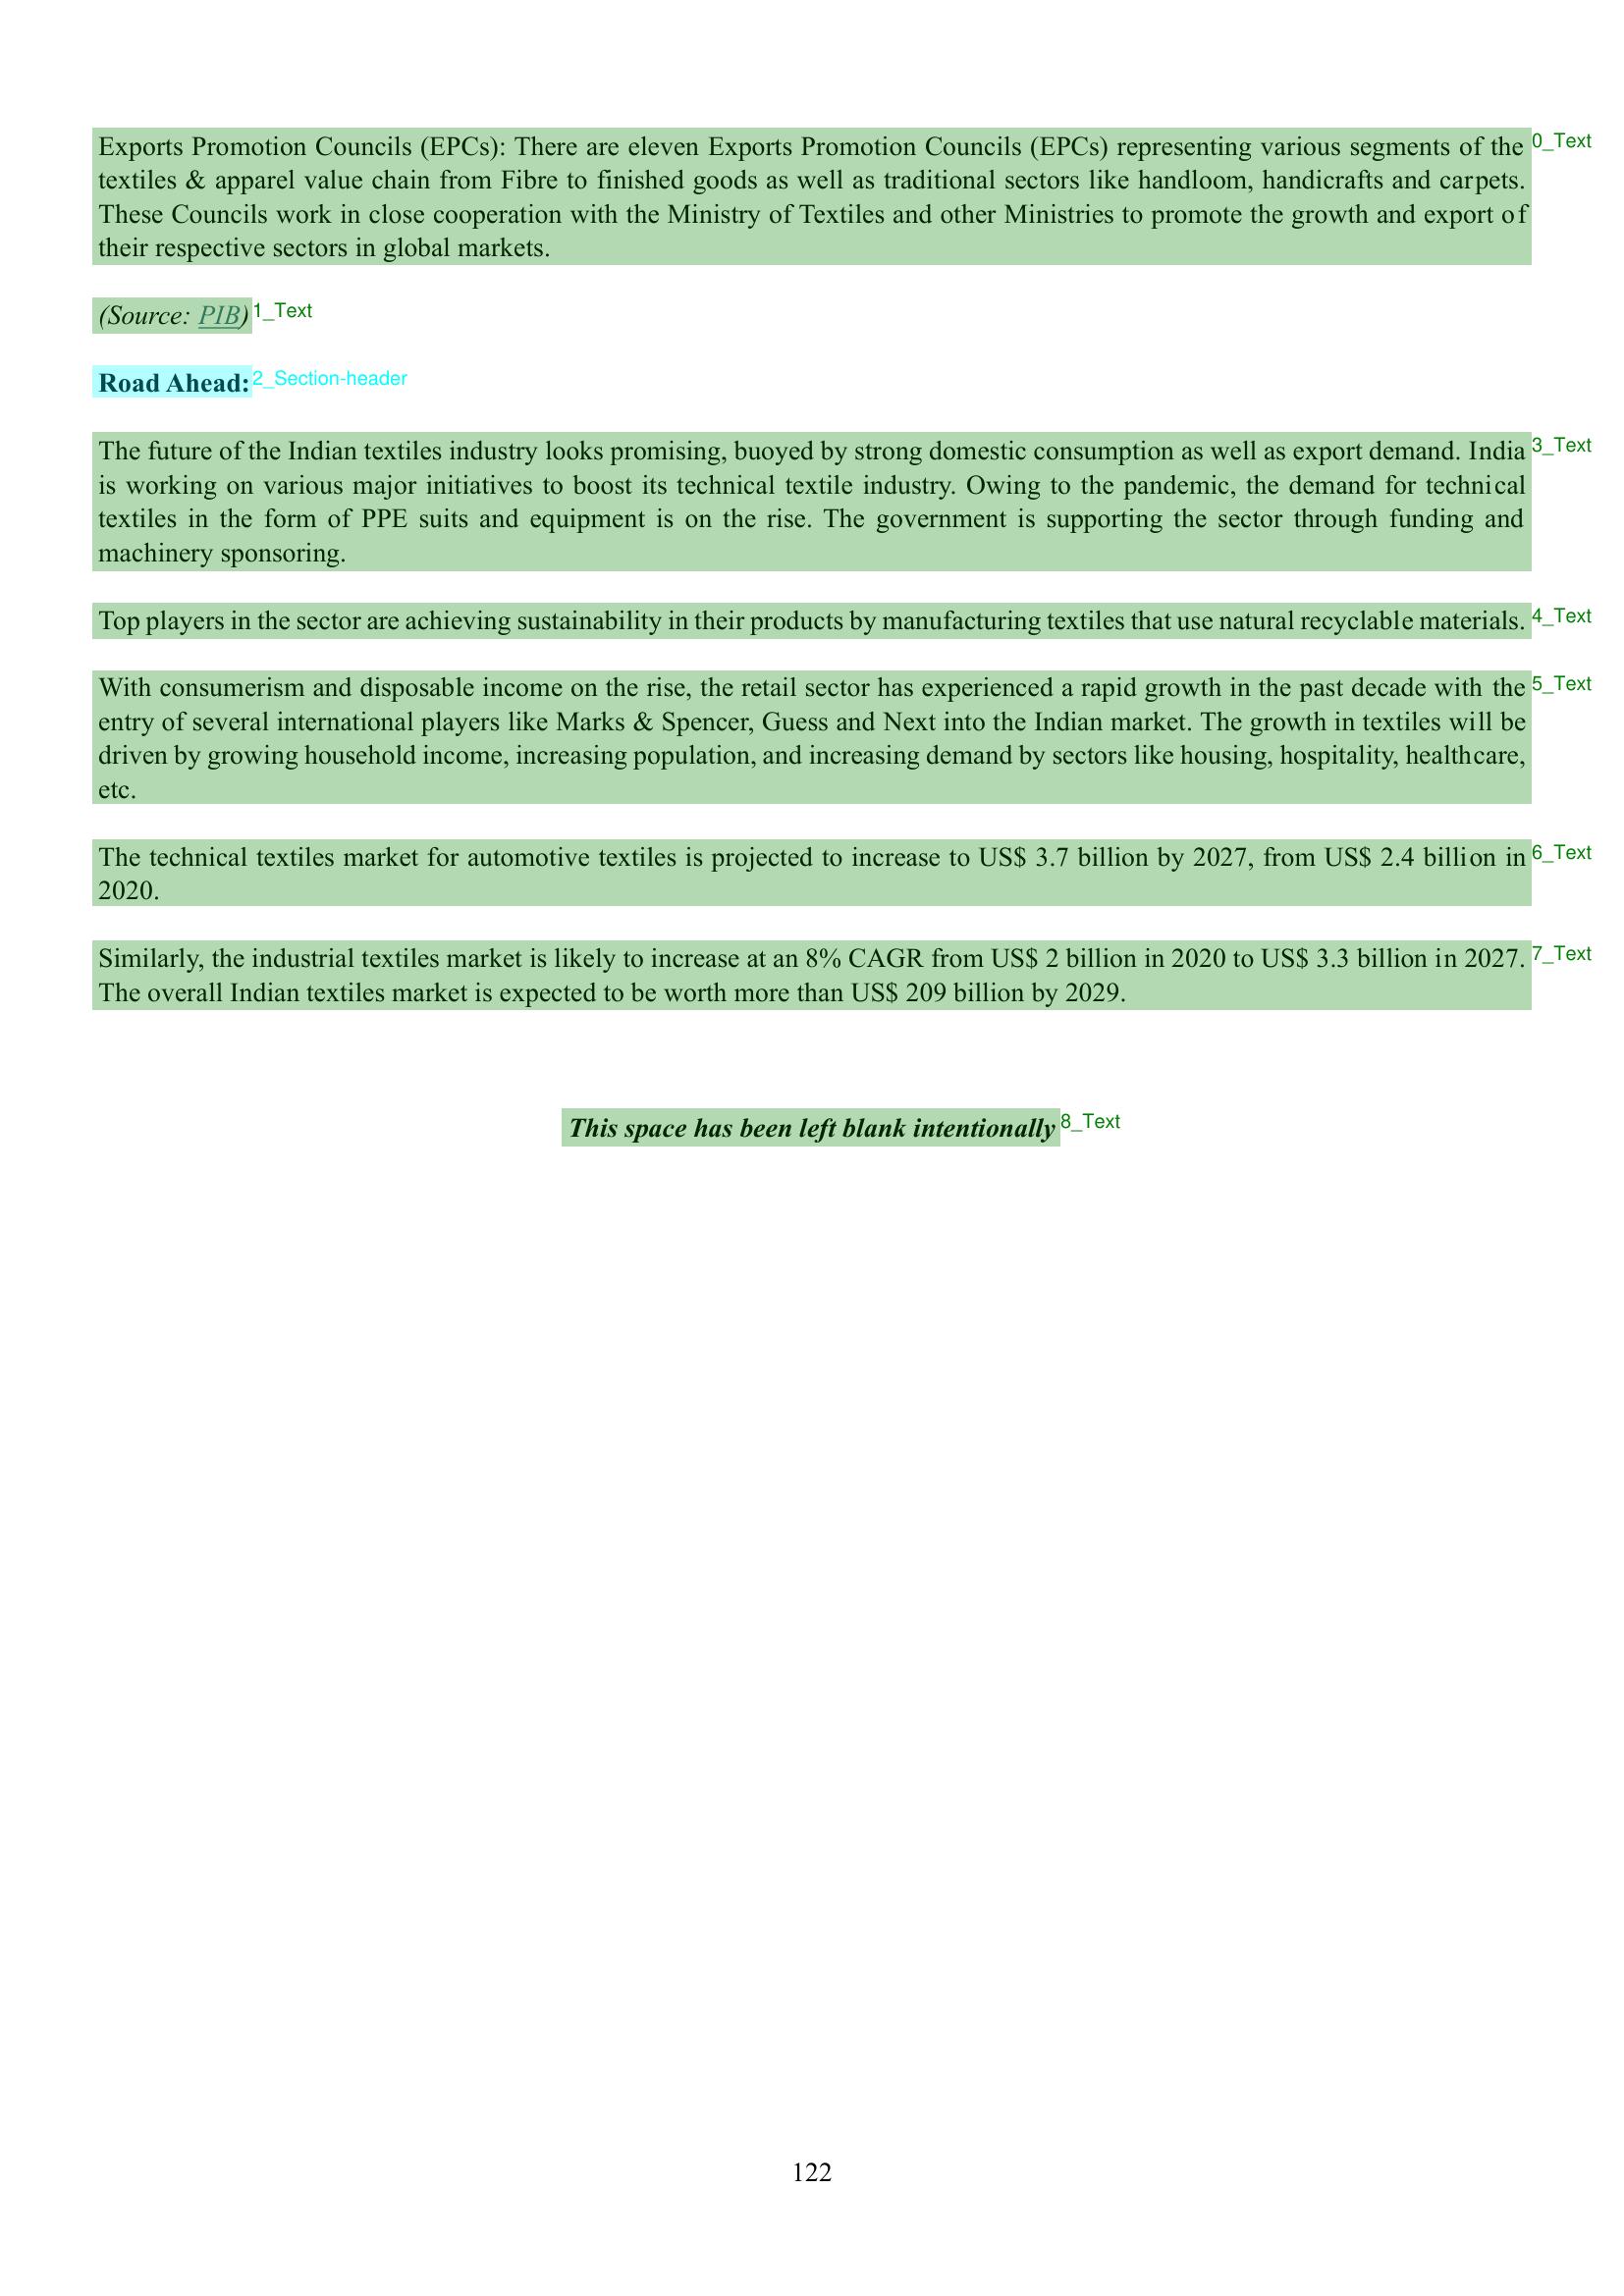 Exports Promotion Councils (EPCs): There are eleven Exports Promotion Councils (EPCs) representing various segments of the 0_Text
textiles & apparel value chain from Fibre to finished goods as well as traditional sectors like handloom, handicrafts and carpets.
These Councils work in close cooperation with the Ministry of Textiles and other Ministries to promote the growth and export of
their respective sectors in global markets.
(Source: PIB) 1_Text
Road Ahead: 2_Section-header
The future of the Indian textiles industry looks promising, buoyed by strong domestic consumption as well as export demand. India 3_Text
is working on various major initiatives to boost its technical textile industry. Owing to the pandemic, the demand for technical
textiles in the form of PPE suits and equipment is on the rise. The government is supporting the sector through funding and
machinery sponsoring.
Top players in the sector are achieving sustainability in their products by manufacturing textiles that use natural recyclable materials. 4_Text
With consumerism and disposable income on the rise, the retail sector has experienced a rapid growth in the past decade with the 5_Text
entry of several international players like Marks & Spencer, Guess and Next into the Indian market. The growth in textiles will be
driven by growing household income, increasing population, and increasing demand by sectors like housing, hospitality, healthcare,
etc.
The technical textiles market for automotive textiles is projected to increase to US$ 3.7 billion by 2027, from US$ 2.4 billion in 6_Text
2020.
Similarly, the industrial textiles market is likely to increase at an 8% CAGR from US$ 2 billion in 2020 to US$ 3.3 billion in 2027. 7_Text
The overall Indian textiles market is expected to be worth more than US$ 209 billion by 2029.
This space has been left blank intentionally 8_Text
122